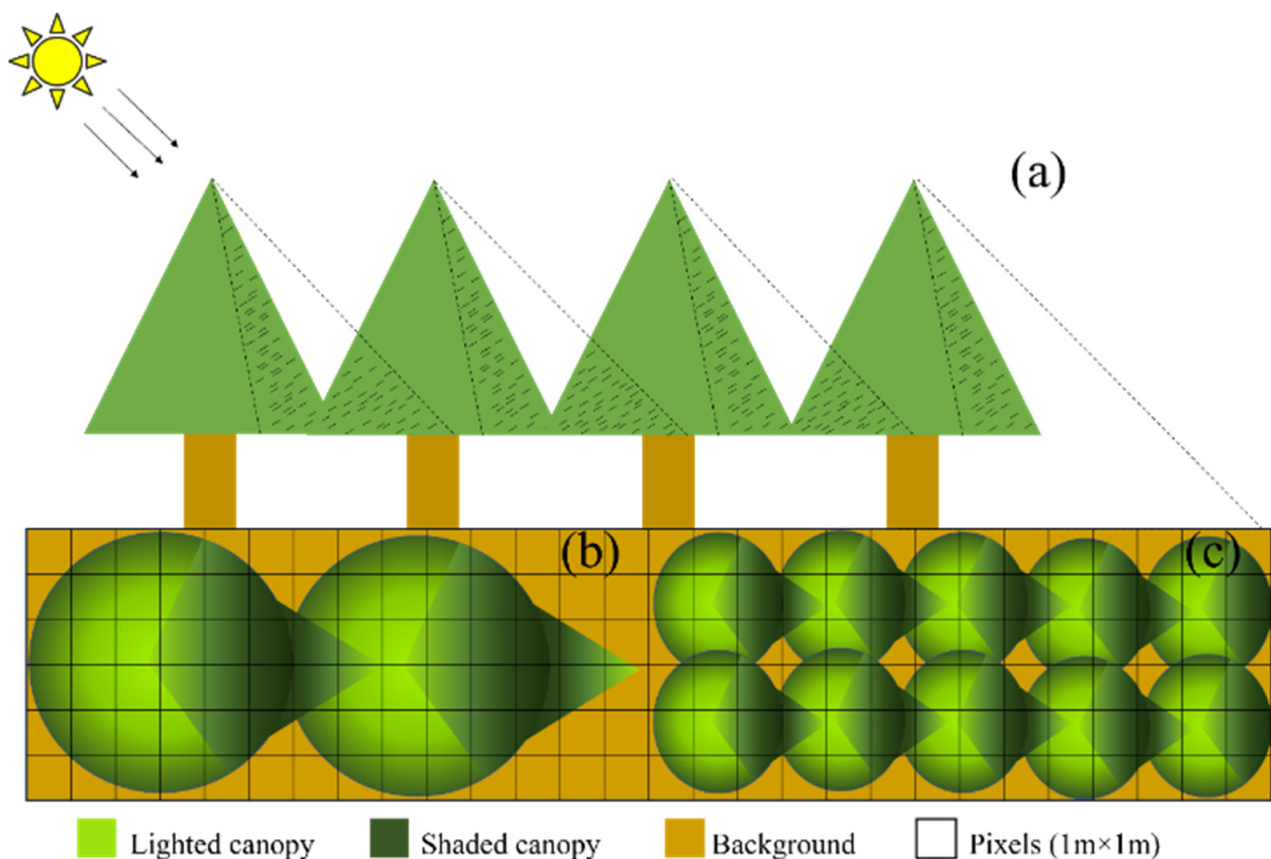 (a)
(b)
(c)
Lighted canopy
Shaded canopy
Background
Pixels (1m×1m)